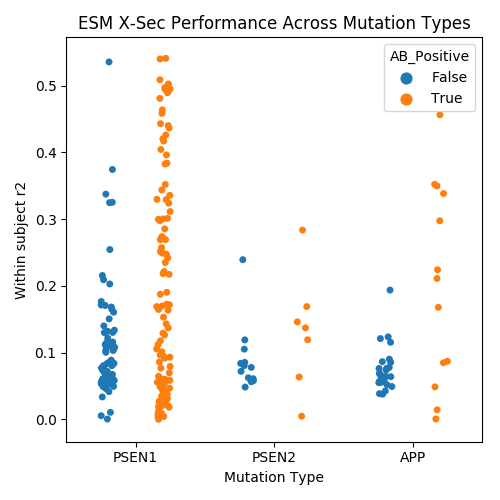 ESM X-Sec Performance Across Mutation Types
AB_Positive
False
True
0.5
0.4
0.3
0.2
0.1
0.0
Within subject r2
PSEN1
PSEN2
APP
Mutation Type